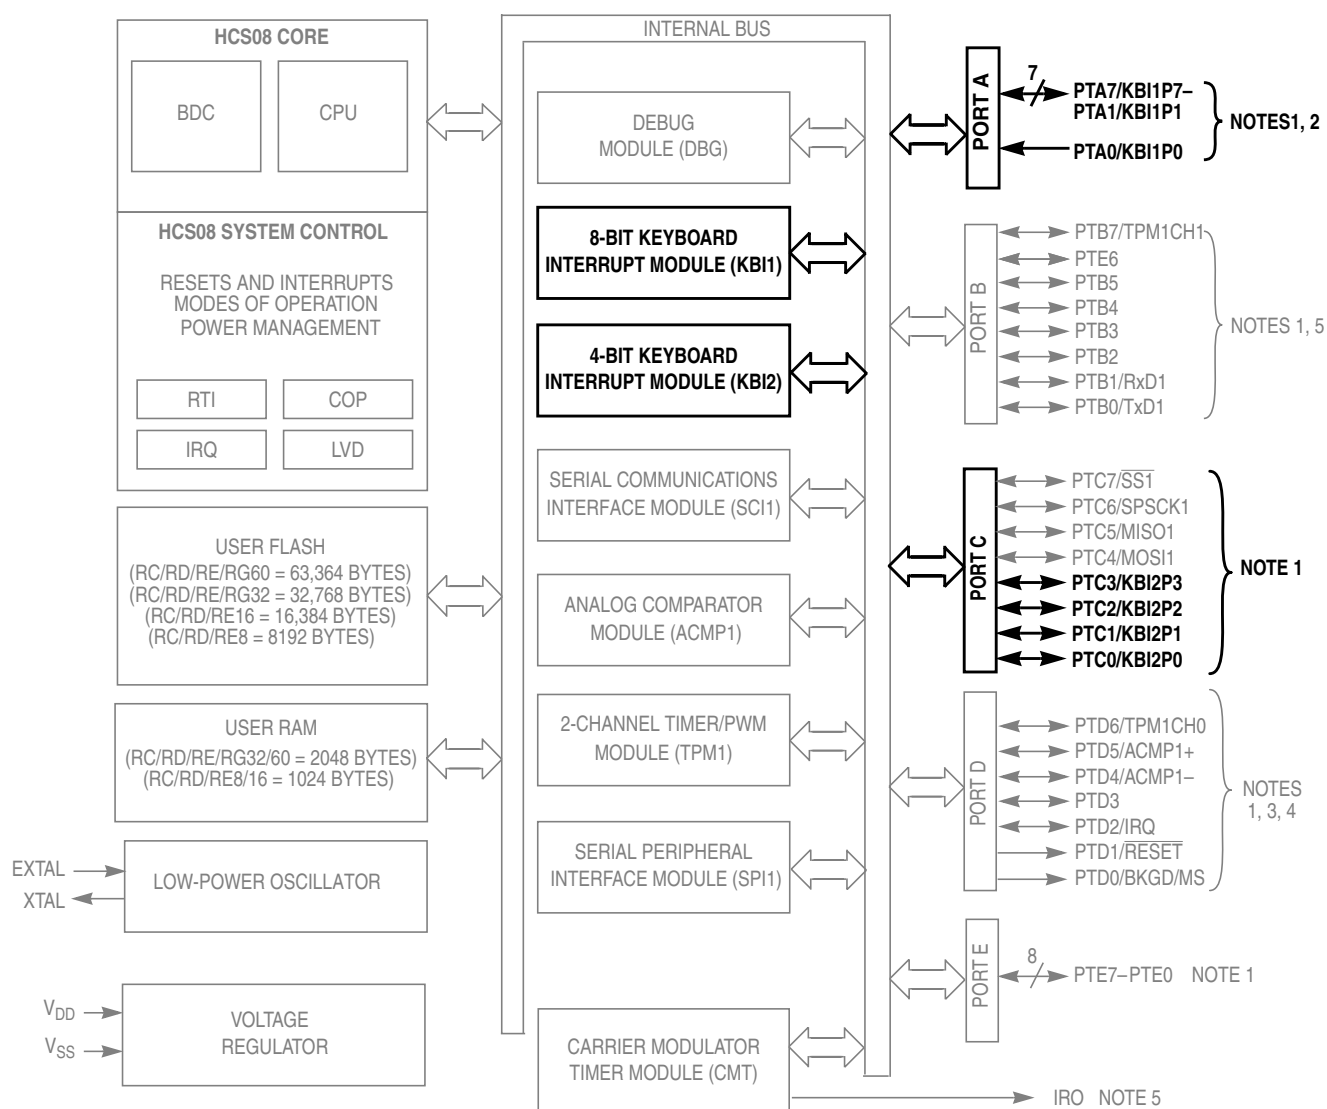 INTERNAL BUS
HCS08 CORE
BDC
CPU
HCS08 SYSTEM CONTROL
RESETS AND INTERRUPTS
MODES OF OPERATION
POWER MANAGEMENT
RTI
COP
IRQ
LVD
USER FLASH
(RC/RD/RE/RG60 = 63,364 BYTES)
(RC/RD/RE/RG32 = 32,768 BYTES)
(RC/RD/RE16 = 16,384 BYTES)
(RC/RD/RE8 = 8192 BYTES)
USER RAM
(RC/RD/RE/RG32/60 = 2048 BYTES)
(RC/RD/RE8/16 = 1024 BYTES)
EXTAL
XTAL
LOW-POWER OSCILLATOR
VDD
VSS
VOLTAGE
REGULATOR
DEBUG
MODULE (DBG)
8-BIT KEYBOARD
INTERRUPT MODULE (KBI1)
4-BIT KEYBOARD
INTERRUPT MODULE (KBI2)
SERIAL COMMUNICATIONS
INTERFACE MODULE (SCI1)
ANALOG COMPARATOR
MODULE (ACMP1)
2-CHANNEL TIMER/PWM
MODULE (TPM1)
SERIAL PERIPHERAL
INTERFACE MODULE (SPI1)
CARRIER MODULATOR
TIMER MODULE (CMT)
PORT A
7
PTA7/KBI1P7–
PTA1/KBI1P1
PTA0/KBI1P0
NOTES1, 2
PORT B
PTB7/TPM1CH1
PTE6
PTB5
PTB4
PTB3
PTB2
PTB1/RxD1
PTB0/TxD1
NOTES 1, 5
PORT C
PTC7/SS1
PTC6/SPSCK1
PTC5/MISO1
PTC4/MOSI1
PTC3/KBI2P3
PTC2/KBI2P2
PTC1/KBI2P1
PTC0/KBI2P0
NOTE 1
PORT D
PTD6/TPM1CH0
PTD5/ACMP1+
PTD4/ACMP1–
PTD3
PTD2/IRQ
PTD1/RESET
PTD0/BKGD/MS
NOTES
1, 3, 4
PORT E
8
PTE7–PTE0 NOTE 1
IRO NOTE 5